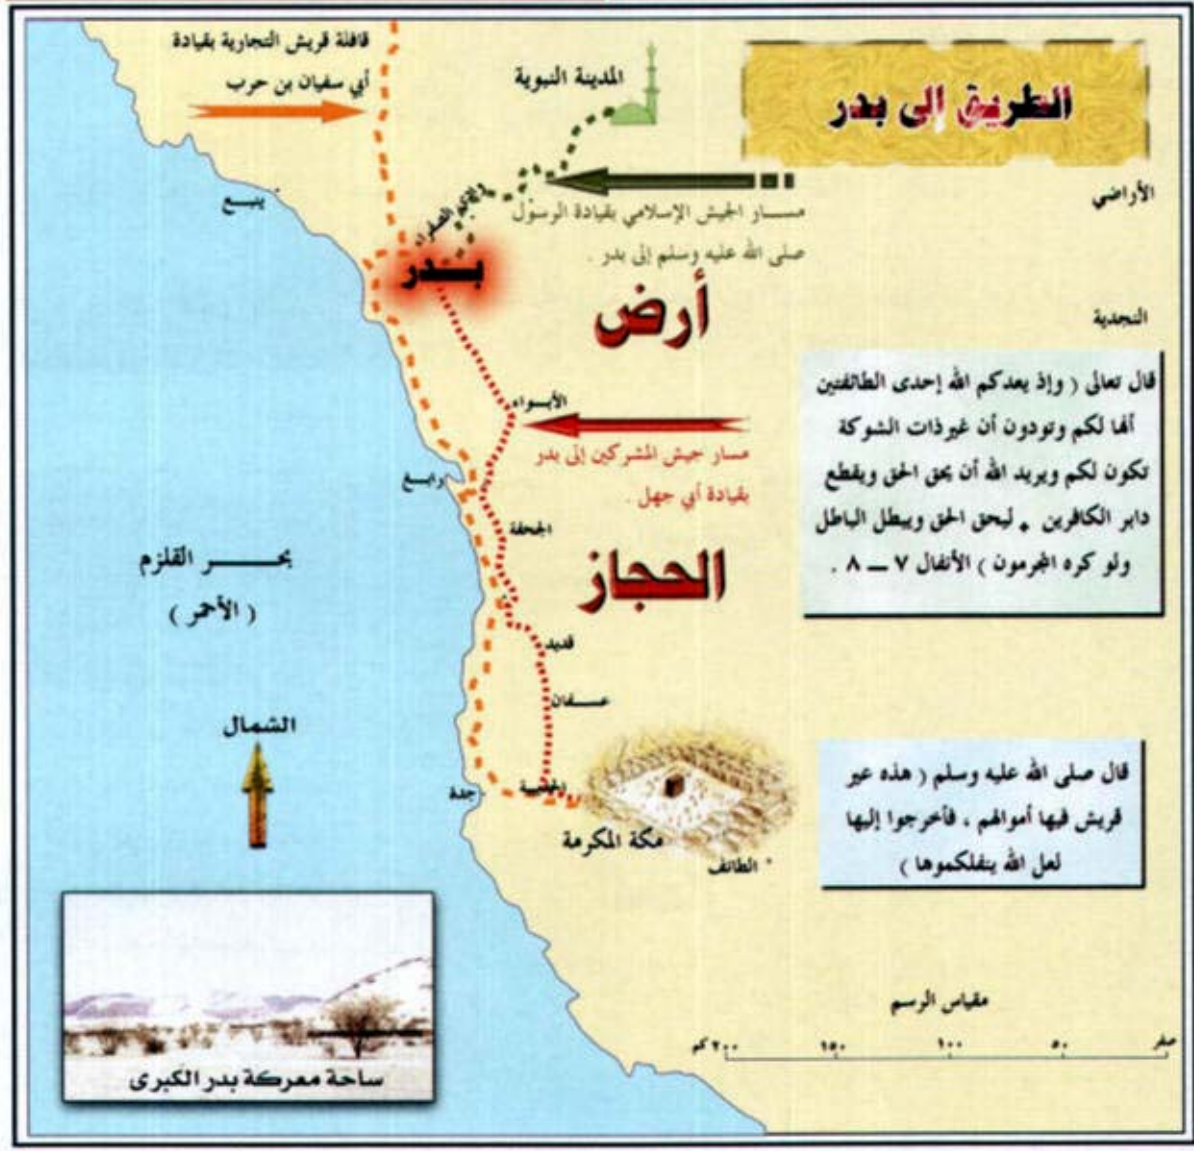 الطريق إلى بدر
قافلة قريش التجارية بقيادة
أبي سفيان بن حرب
المدينة النبوية
مسار الجيش الإسلامي بقيادة الرسول
صلى الله عليه وسلم إلى بدر .
الأراضي
النجدية
ينبع
وادي الصفراء
بدر
أرض
الحجاز
الأبواء
مسار جيش المشركين إلى بدر
بقيادة أبي جهل .
رابغ
الجحفة
قديد
عسفان
جدة
مكة المكرمة
الطائف
بحر القلزم
( الأحمر )
الشمال
قال تعالى ( وإذ يعدكم الله إحدى الطائفتين
أنها لكم وتودون أن غير ذات الشوكة
تكون لكم ويريد الله أن يحق الحق ويقطع
دابر الكافرين . ليحق الحق ويبطل الباطل
ولو كره المجرمون ) الأنفال ٧ ــ ٨ .
قال صلى الله عليه وسلم ( هذه عير
قريش فيها أموالهم ، فأخرجوا إليها
لعل الله ينفلكموها )
مقياس الرسم
صفر ٥٠ ١٠٠ ١٥٠ ٢٠٠ كم
ساحة معركة بدر الكبرى